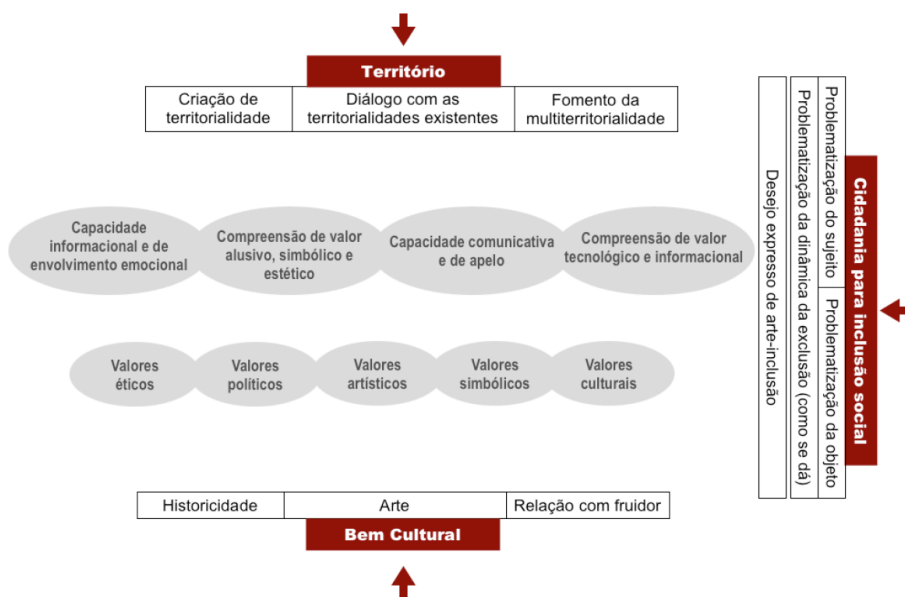 Território
Criação de
territorialidade
Diálogo com as
territorialidades existentes
Fomento da
multiterritorialidade
Capacidade
informacional e de
envolvimento emocional
Compreensão de valor
alusivo, simbólico e
estético
Capacidade comunicativa
e de apelo
Compreensão de valor
tecnológico e informacional
Valores
éticos
Valores
políticos
Valores
artísticos
Valores
simbólicos
Valores
culturais
Historicidade
Arte
Relação com fruidor
Bem Cultural
Cidadania para inclusão social
Problematização do sujeito
Problematização da objeto
Problematização da dinâmica da exclusão (como se dá)
Desejo expresso de arte-inclusão